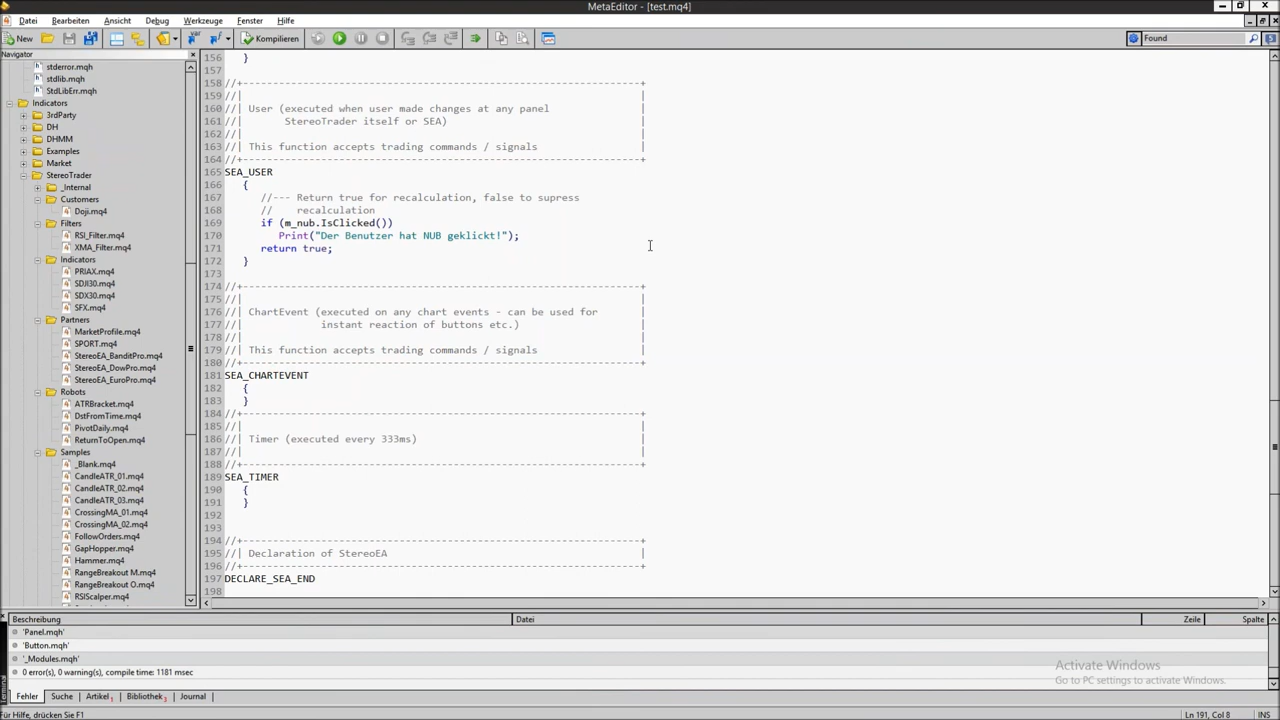 MetaEditor - [test.mq4]
Datei Bearbeiten Ansicht Debug Werkzeuge Fenster Hilfe
New Kompilieren Found
Navigator
stderror.mqh
stdlib.mqh
StdLibErr.mqh
Indicators
3rdParty
DH
DHMM
Examples
Market
StereoTrader
_Internal
Customers
Doji.mq4
Filters
RSI_Filter.mq4
XMA_Filter.mq4
Indicators
PRIAX.mq4
SDJI30.mq4
SDX30.mq4
SFX.mq4
Partners
MarketProfile.mq4
SPORT.mq4
StereoEA_BanditPro.mq4
StereoEA_DowPro.mq4
StereoEA_EuroPro.mq4
Robots
ATRBracket.mq4
DstFromTime.mq4
PivotDaily.mq4
ReturnToOpen.mq4
Samples
_Blank.mq4
CandleATR_01.mq4
CandleATR_02.mq4
CandleATR_03.mq4
CrossingMA_01.mq4
CrossingMA_02.mq4
FollowOrders.mq4
GapHopper.mq4
Hammer.mq4
RangeBreakout M.mq4
RangeBreakout O.mq4
RSIScalper.mq4
156 }
157
158 //+------------------------------------------------------------------+
159 //| |
160 //| User (executed when user made changes at any panel |
161 //| StereoTrader itself or SEA) |
162 //| |
163 //| This function accepts trading commands / signals |
164 //+------------------------------------------------------------------+
165 SEA_USER
166 {
167 //--- Return true for recalculation, false to supress
168 // recalculation
169 if (m_nub.IsClicked())
170 Print("Der Benutzer hat NUB geklickt!");
171 return true;
172 }
173
174 //+------------------------------------------------------------------+
175 //| |
176 //| ChartEvent (executed on any chart events - can be used for |
177 //| instant reaction of buttons etc.) |
178 //| |
179 //| This function accepts trading commands / signals |
180 //+------------------------------------------------------------------+
181 SEA_CHARTEVENT
182 {
183 }
184 //+------------------------------------------------------------------+
185 //| |
186 //| Timer (executed every 333ms) |
187 //| |
188 //+------------------------------------------------------------------+
189 SEA_TIMER
190 {
191 }
192
193
194 //+------------------------------------------------------------------+
195 //| Declaration of StereoEA |
196 //+------------------------------------------------------------------+
197 DECLARE_SEA_END
198
Beschreibung Datei Zeile Spalte
'Panel.mqh'
'Button.mqh'
'_Modules.mqh'
0 error(s), 0 warning(s), compile time: 1181 msec
Activate Windows
Go to PC settings to activate Windows.
Terminal
Fehler Suche Artikel Bibliothek Journal
Für Hilfe, drücken Sie F1 Ln 191, Col 8 INS